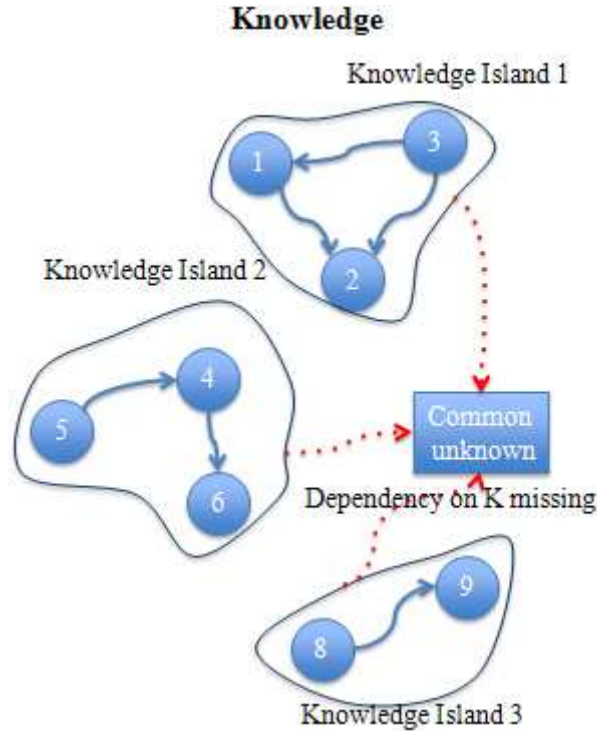 Knowledge
Knowledge Island 1
3
1
2
Knowledge Island 2
4
5
6
Common
unknown
Dependency on K missing
9
8
Knowledge Island 3